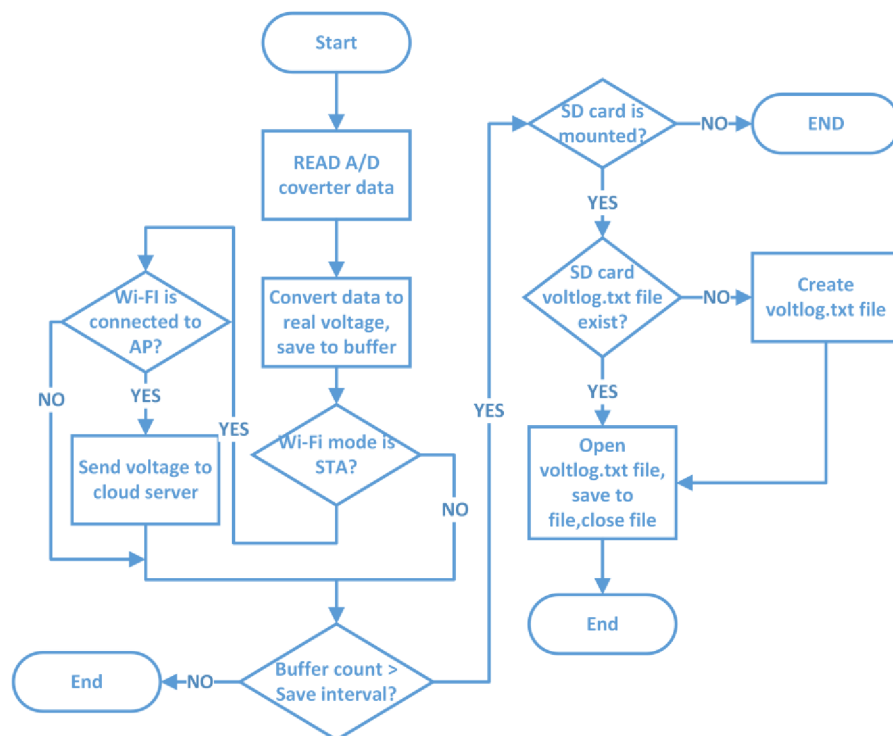 Start
READ A/D
coverter data
Convert data to
real voltage,
save to buffer
Wi-Fi mode is
STA?
YES
NO
Wi-FI is
connected to
AP?
NO
YES
Send voltage to
cloud server
Buffer count >
Save interval?
NO
End
YES
SD card is
mounted?
NO
END
YES
SD card
voltlog.txt file
exist?
NO
Create
voltlog.txt file
YES
Open
voltlog.txt file,
save to
file,close file
End